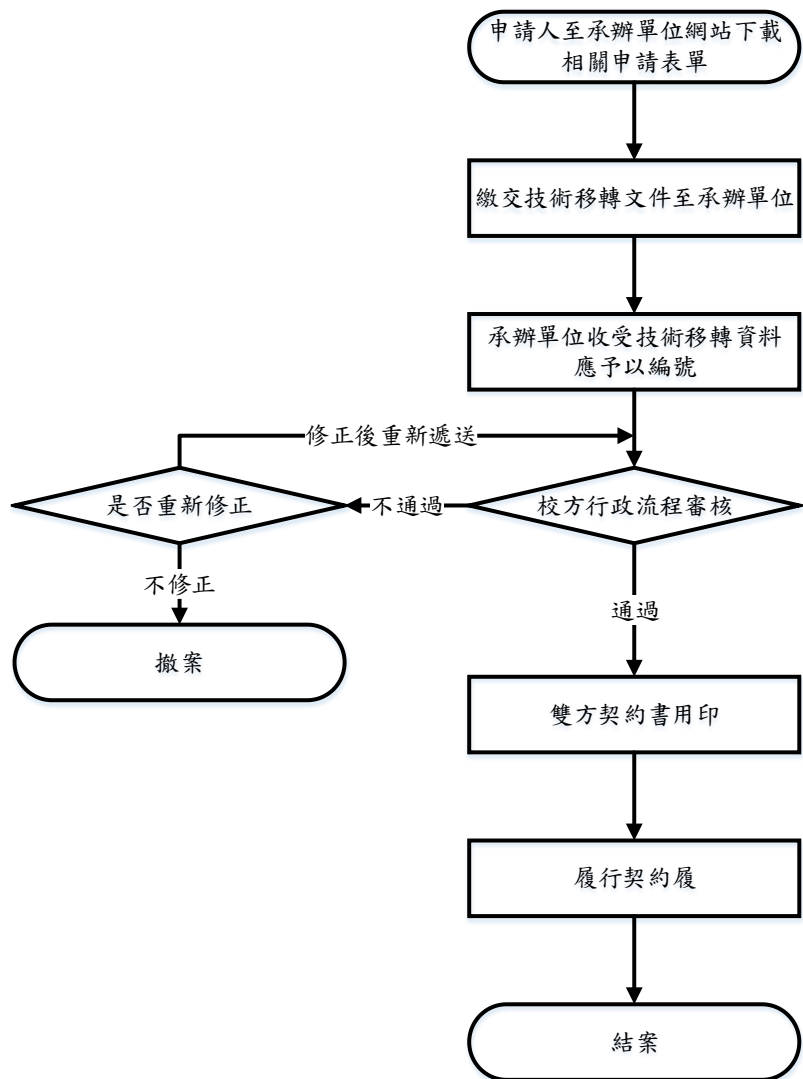 申請人至承辦單位網站下載
相關申請表單
繳交技術移轉文件至承辦單位
承辦單位收受技術移轉資料
應予以編號
修正後重新遞送
是否重新修正
不通過
校方行政流程審核
不修正
通過
撤案
雙方契約書用印
履行契約履
結案